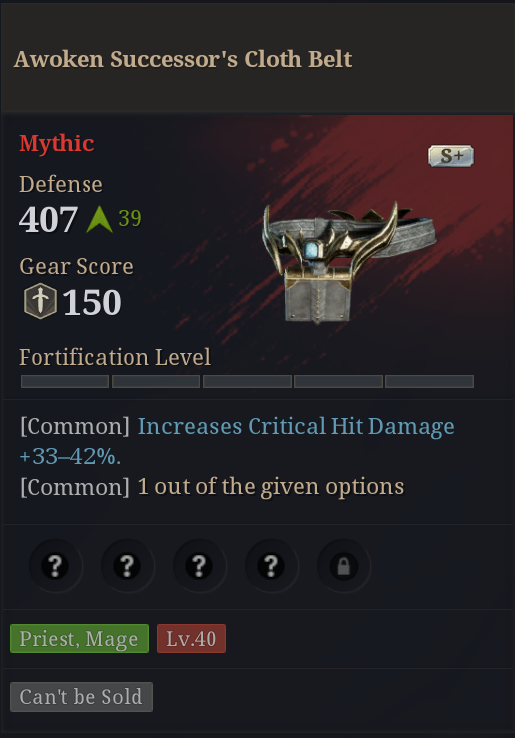 Awoken Successor's Cloth Belt
Mythic
S+
Defense
407 39
Gear Score
150
Fortification Level
[Common] Increases Critical Hit Damage
+33–42%.
[Common] 1 out of the given options
? ? ? ?
Priest, Mage Lv.40
Can't be Sold